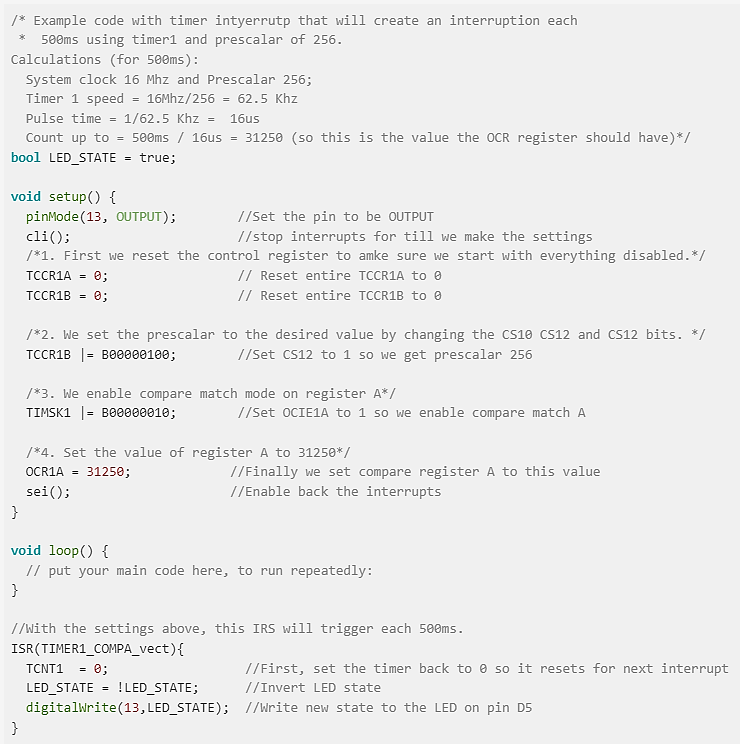 /* Example code with timer intyerrutp that will create an interruption each
 *  500ms using timer1 and prescalar of 256.
Calculations (for 500ms):
  System clock 16 Mhz and Prescalar 256;
  Timer 1 speed = 16Mhz/256 = 62.5 Khz
  Pulse time = 1/62.5 Khz =  16us
  Count up to = 500ms / 16us = 31250 (so this is the value the OCR register should have)*/
bool LED_STATE = true;

void setup() {
  pinMode(13, OUTPUT);        //Set the pin to be OUTPUT
  cli();                      //stop interrupts for till we make the settings
  /*1. First we reset the control register to amke sure we start with everything disabled.*/
  TCCR1A = 0;                 // Reset entire TCCR1A to 0
  TCCR1B = 0;                 // Reset entire TCCR1B to 0

  /*2. We set the prescalar to the desired value by changing the CS10 CS12 and CS12 bits. */
  TCCR1B |= B00000100;        //Set CS12 to 1 so we get prescalar 256

  /*3. We enable compare match mode on register A*/
  TIMSK1 |= B00000010;        //Set OCIE1A to 1 so we enable compare match A

  /*4. Set the value of register A to 31250*/
  OCR1A = 31250;             //Finally we set compare register A to this value
  sei();                     //Enable back the interrupts
}

void loop() {
  // put your main code here, to run repeatedly:
}

//With the settings above, this IRS will trigger each 500ms.
ISR(TIMER1_COMPA_vect){
  TCNT1  = 0;                  //First, set the timer back to 0 so it resets for next interrupt
  LED_STATE = !LED_STATE;      //Invert LED state
  digitalWrite(13,LED_STATE);  //Write new state to the LED on pin D5
}